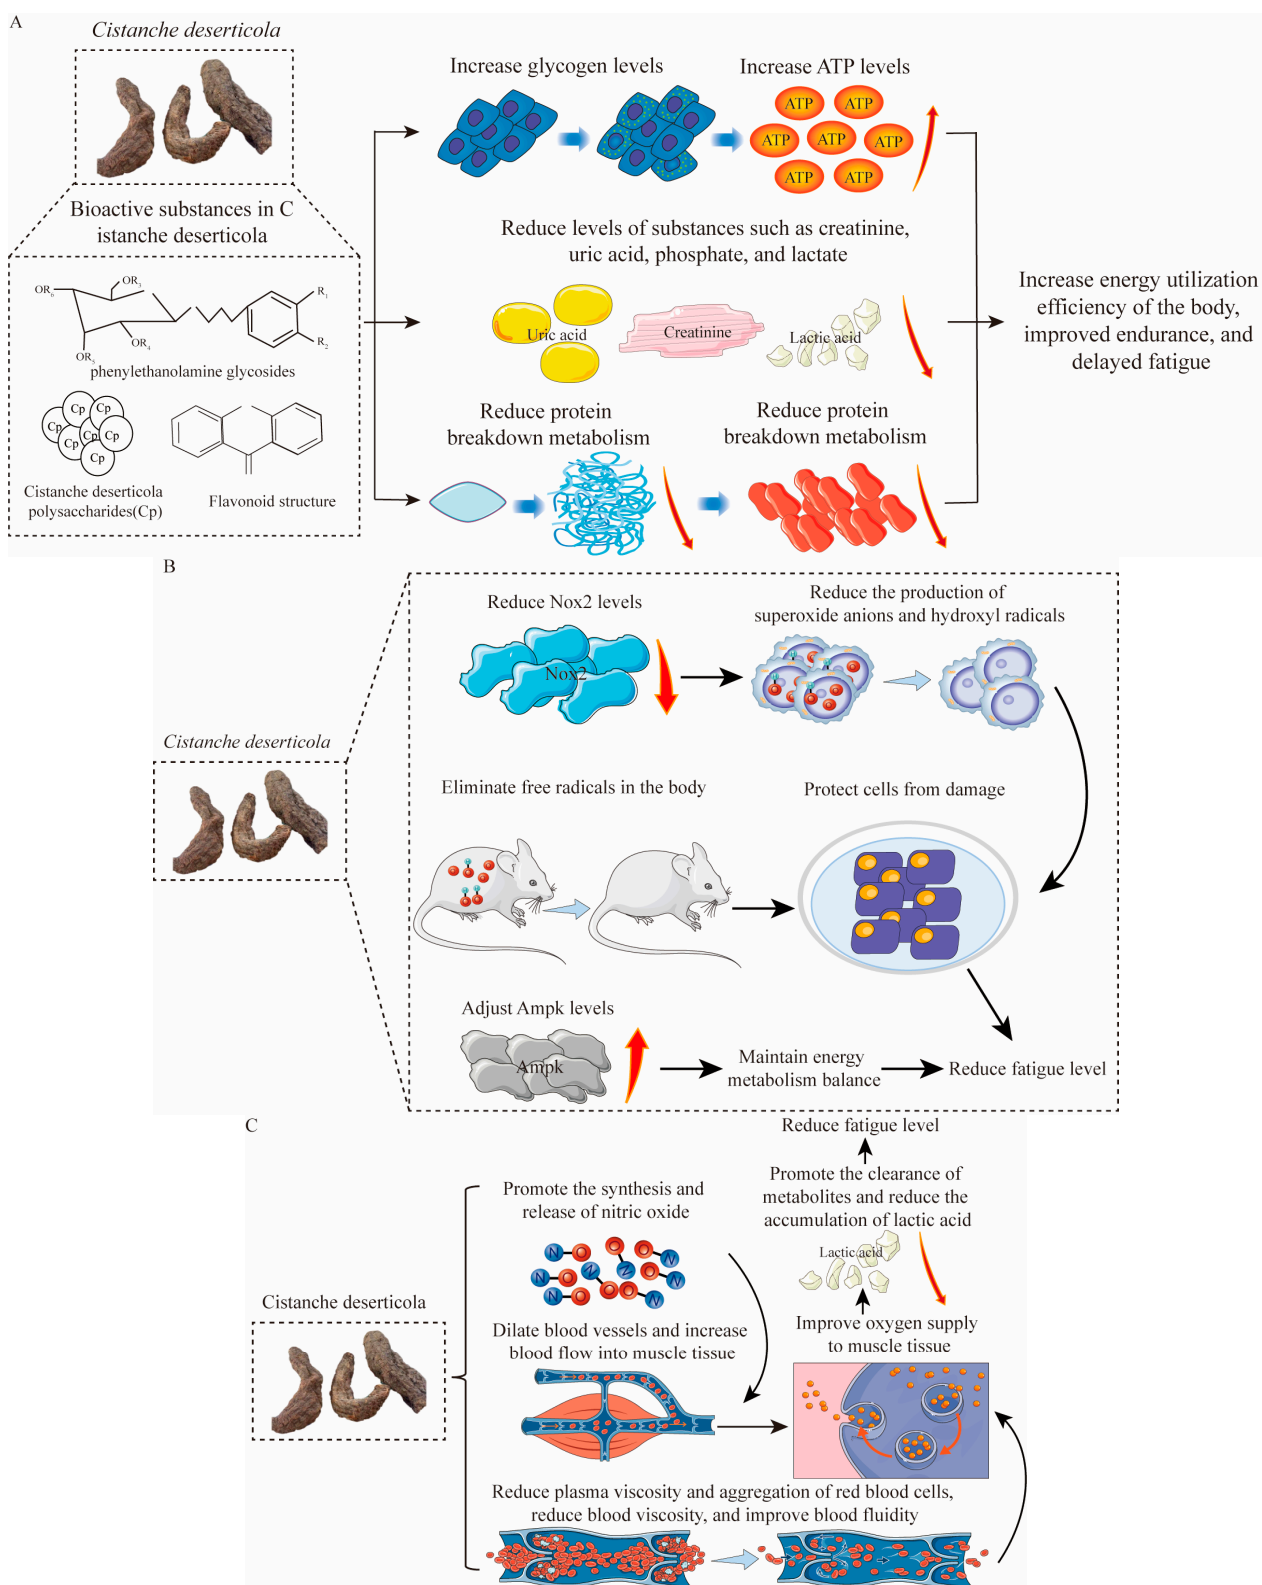 A
Cistanche deserticola
Bioactive substances in C
istanche deserticola
OR6
OR3
R1
R2
OR4
OR5
phenylethanolamine glycosides
Cp
Cp
Cp
Cp
Cp
Cp
Cp
Cistanche deserticola
polysaccharides(Cp)
Flavonoid structure
Increase glycogen levels
Increase ATP levels
ATP
ATP
ATP
ATP
ATP
ATP
ATP
Reduce levels of substances such as creatinine,
uric acid, phosphate, and lactate
Uric acid
Creatinine
Lactic acid
Reduce protein
breakdown metabolism
Reduce protein
breakdown metabolism
Increase energy utilization
efficiency of the body,
improved endurance, and
delayed fatigue
B
Cistanche deserticola
Reduce Nox2 levels
Nox2
Reduce the production of
superoxide anions and hydroxyl radicals
Eliminate free radicals in the body
Protect cells from damage
Adjust Ampk levels
Ampk
Maintain energy
metabolism balance
Reduce fatigue level
C
Cistanche deserticola
Promote the synthesis and
release of nitric oxide
N O
O
N O
N
N
O N
N O
O O N
Dilate blood vessels and increase
blood flow into muscle tissue
Reduce plasma viscosity and aggregation of red blood cells,
reduce blood viscosity, and improve blood fluidity
Reduce fatigue level
Promote the clearance of
metabolites and reduce the
accumulation of lactic acid
Lactic acid
Improve oxygen supply
to muscle tissue